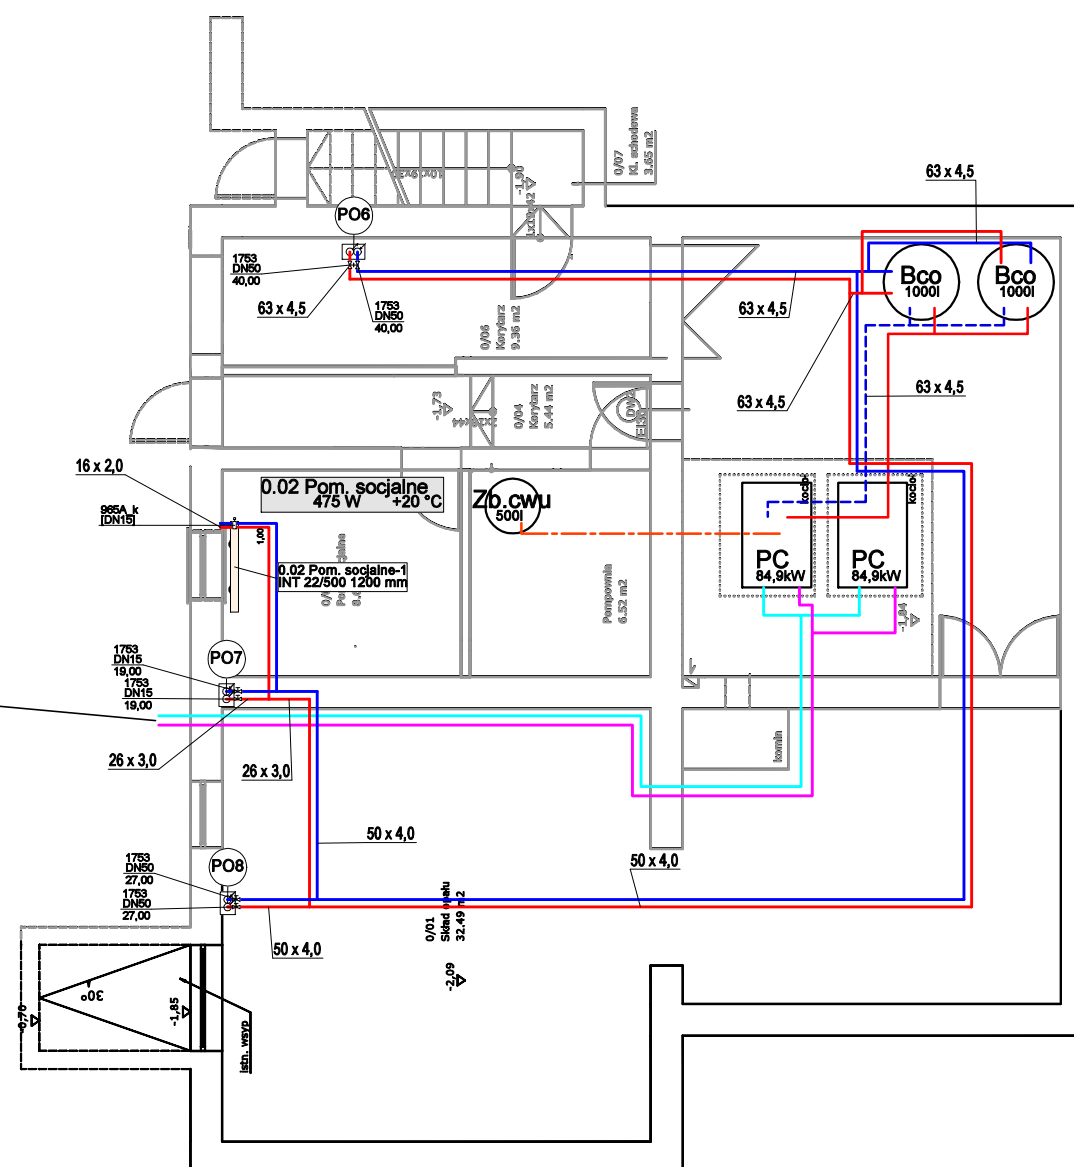 0/07
Kl. schodowa
3.65 m2
63 x 4,5
10x19x30
-1,90
PO6
1753
DN50
40,00
63 x 4,5
1753
DN50
40,00
63 x 4,5
Bco
1000l
Bco
1000l
0/06
Korytarz
9.36 m2
63 x 4,5
63 x 4,5
-1,73
0/04
Korytarz
5.44 m2
EI30
16 x 2,0
965A_k
[DN15]
0.02 Pom. socjalne
475 W +20 °C
Zb.cwu
500l
kocioł
kocioł
1,00
0.02 Pom. socjalne-1
INT 22/500 1200 mm
PC
84,9kW
PC
84,9kW
Pompownia
6.52 m2
-1,84
PO7
1753
DN15
19,00
1753
DN15
19,00
26 x 3,0
26 x 3,0
komin
50 x 4,0
50 x 4,0
PO8
1753
DN50
27,00
1753
DN50
27,00
0/01
Skład opału
32.49 m2
50 x 4,0
-2,09
30°
-0,70
-1,85
istn. wsyp